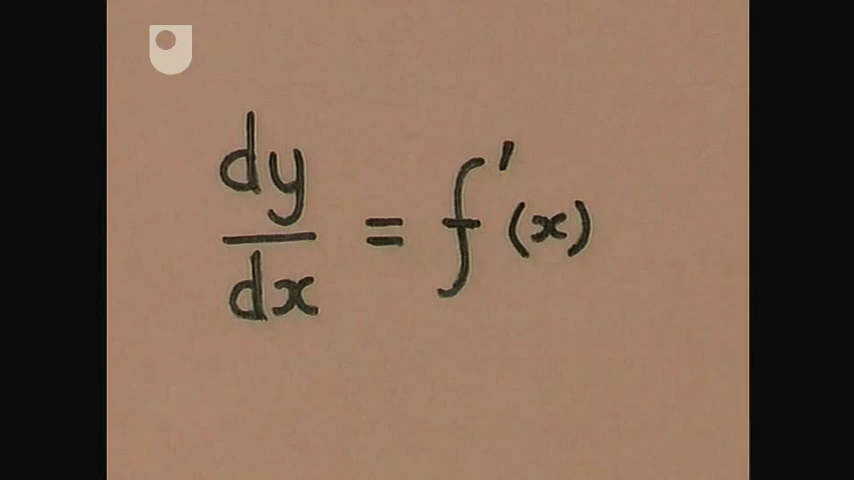 dy/dx = f'(x)